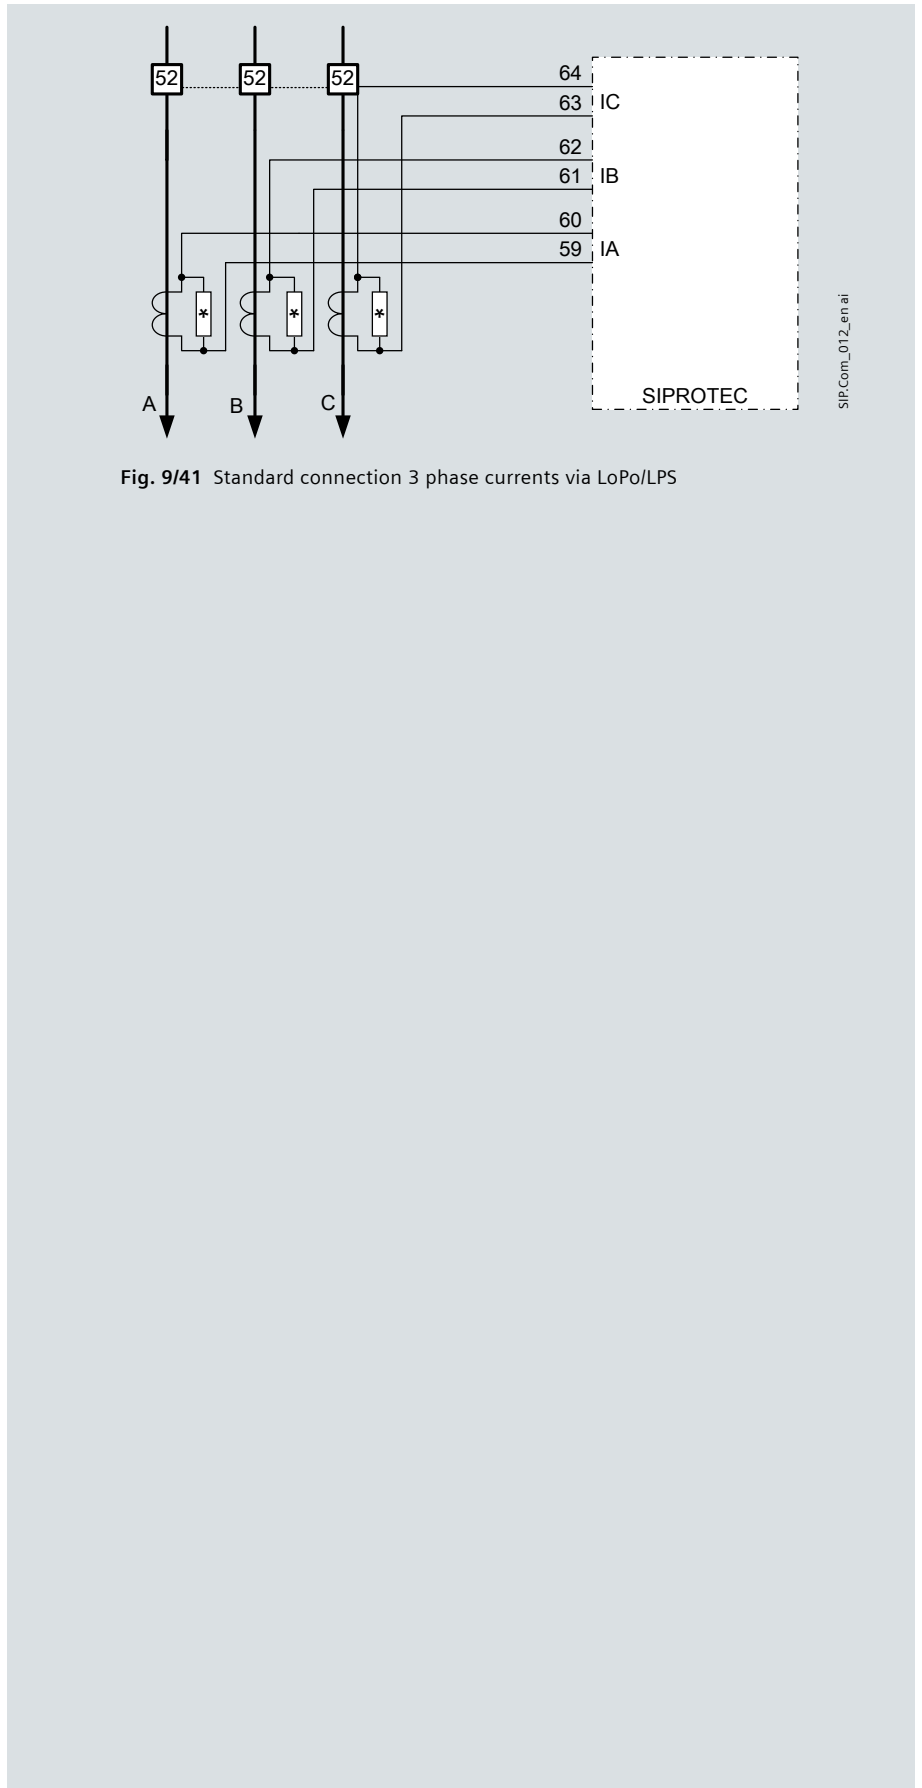 52 52 52
64
63 IC
62
61 IB
60
59 IA
* * *
A B C
SIPROTEC
SIP.Com_012_en ai
Fig. 9/41 Standard connection 3 phase currents via LoPo/LPS